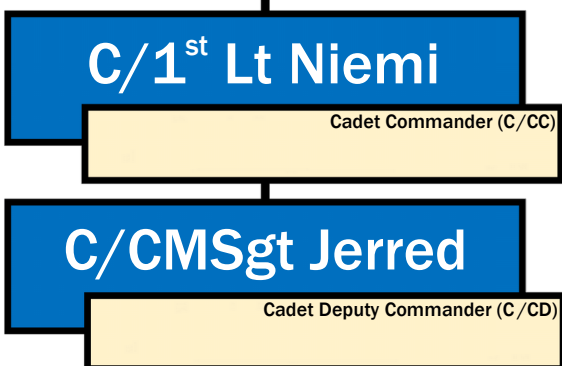 C/1st Lt Niemi
Cadet Commander (C/CC)
C/CMSgt Jerred
Cadet Deputy Commander (C/CD)